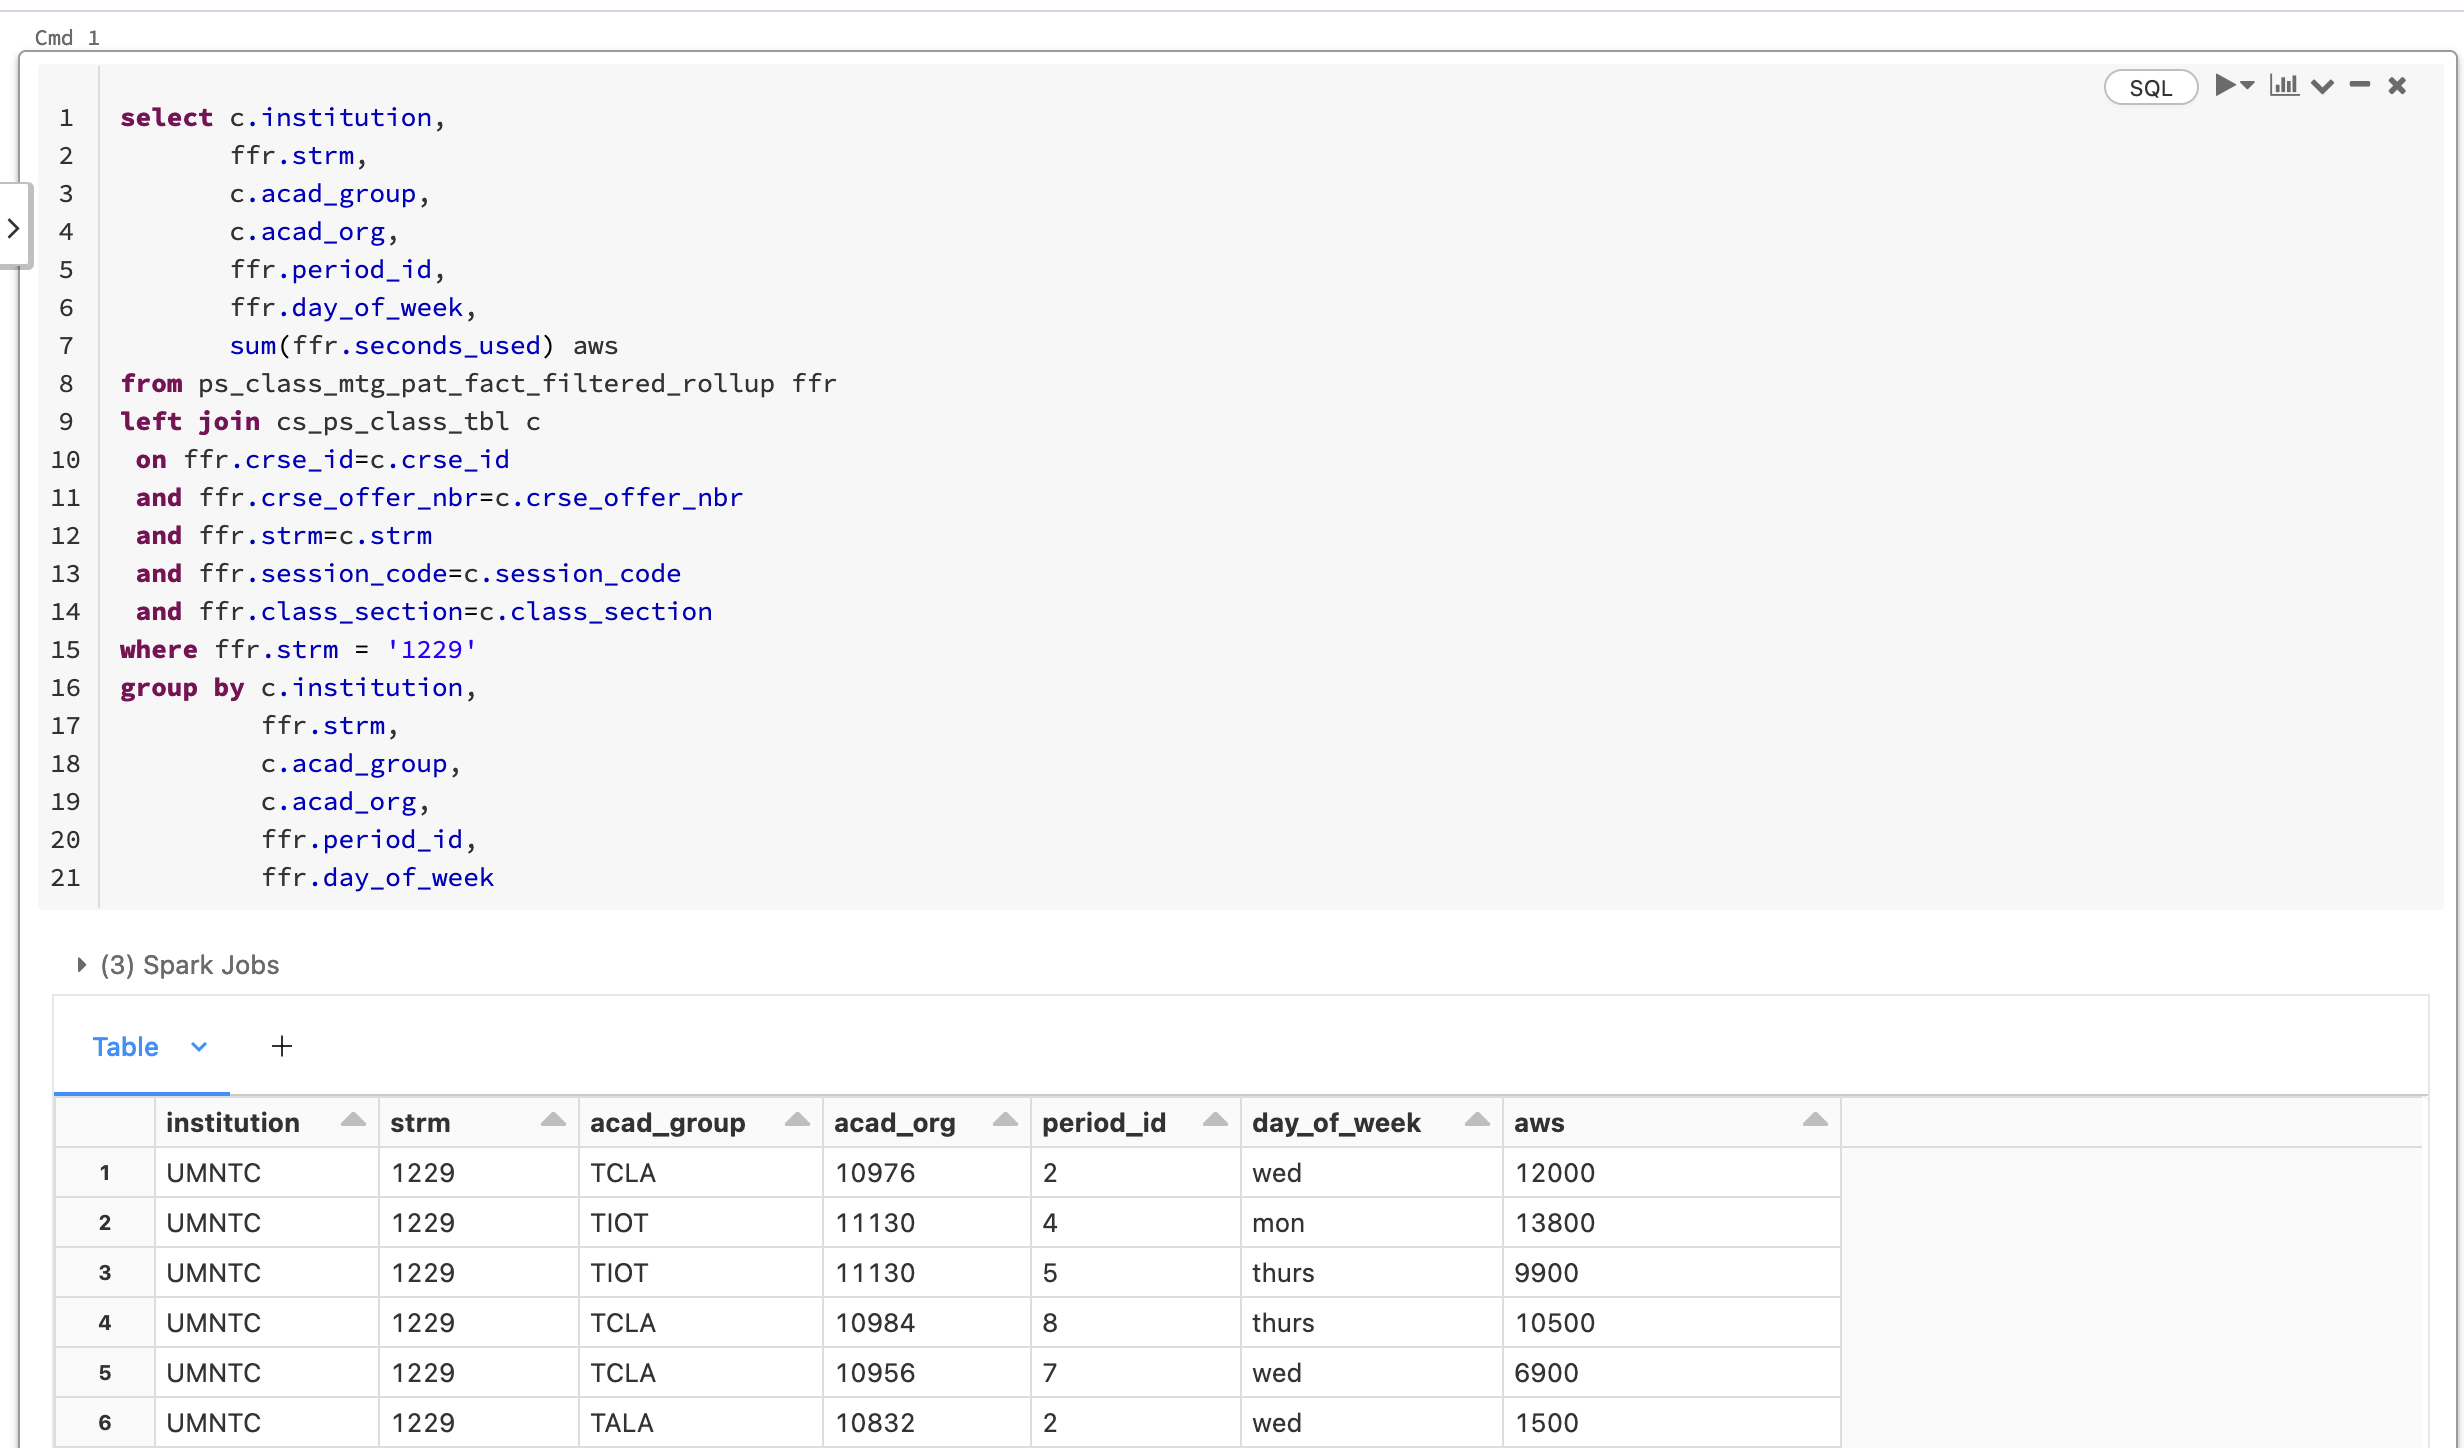 Cmd 1
SQL
1 select c.institution,
2 ffr.strm,
3 c.acad_group,
4 c.acad_org,
5 ffr.period_id,
6 ffr.day_of_week,
7 sum(ffr.seconds_used) aws
8 from ps_class_mtg_pat_fact_filtered_rollup ffr
9 left join cs_ps_class_tbl c
10 on ffr.crse_id=c.crse_id
11 and ffr.crse_offer_nbr=c.crse_offer_nbr
12 and ffr.strm=c.strm
13 and ffr.session_code=c.session_code
14 and ffr.class_section=c.class_section
15 where ffr.strm = '1229'
16 group by c.institution,
17 ffr.strm,
18 c.acad_group,
19 c.acad_org,
20 ffr.period_id,
21 ffr.day_of_week
(3) Spark Jobs
Table +
institution strm acad_group acad_org period_id day_of_week aws
1 UMNTC 1229 TCLA 10976 2 wed 12000
2 UMNTC 1229 TIOT 11130 4 mon 13800
3 UMNTC 1229 TIOT 11130 5 thurs 9900
4 UMNTC 1229 TCLA 10984 8 thurs 10500
5 UMNTC 1229 TCLA 10956 7 wed 6900
6 UMNTC 1229 TALA 10832 2 wed 1500